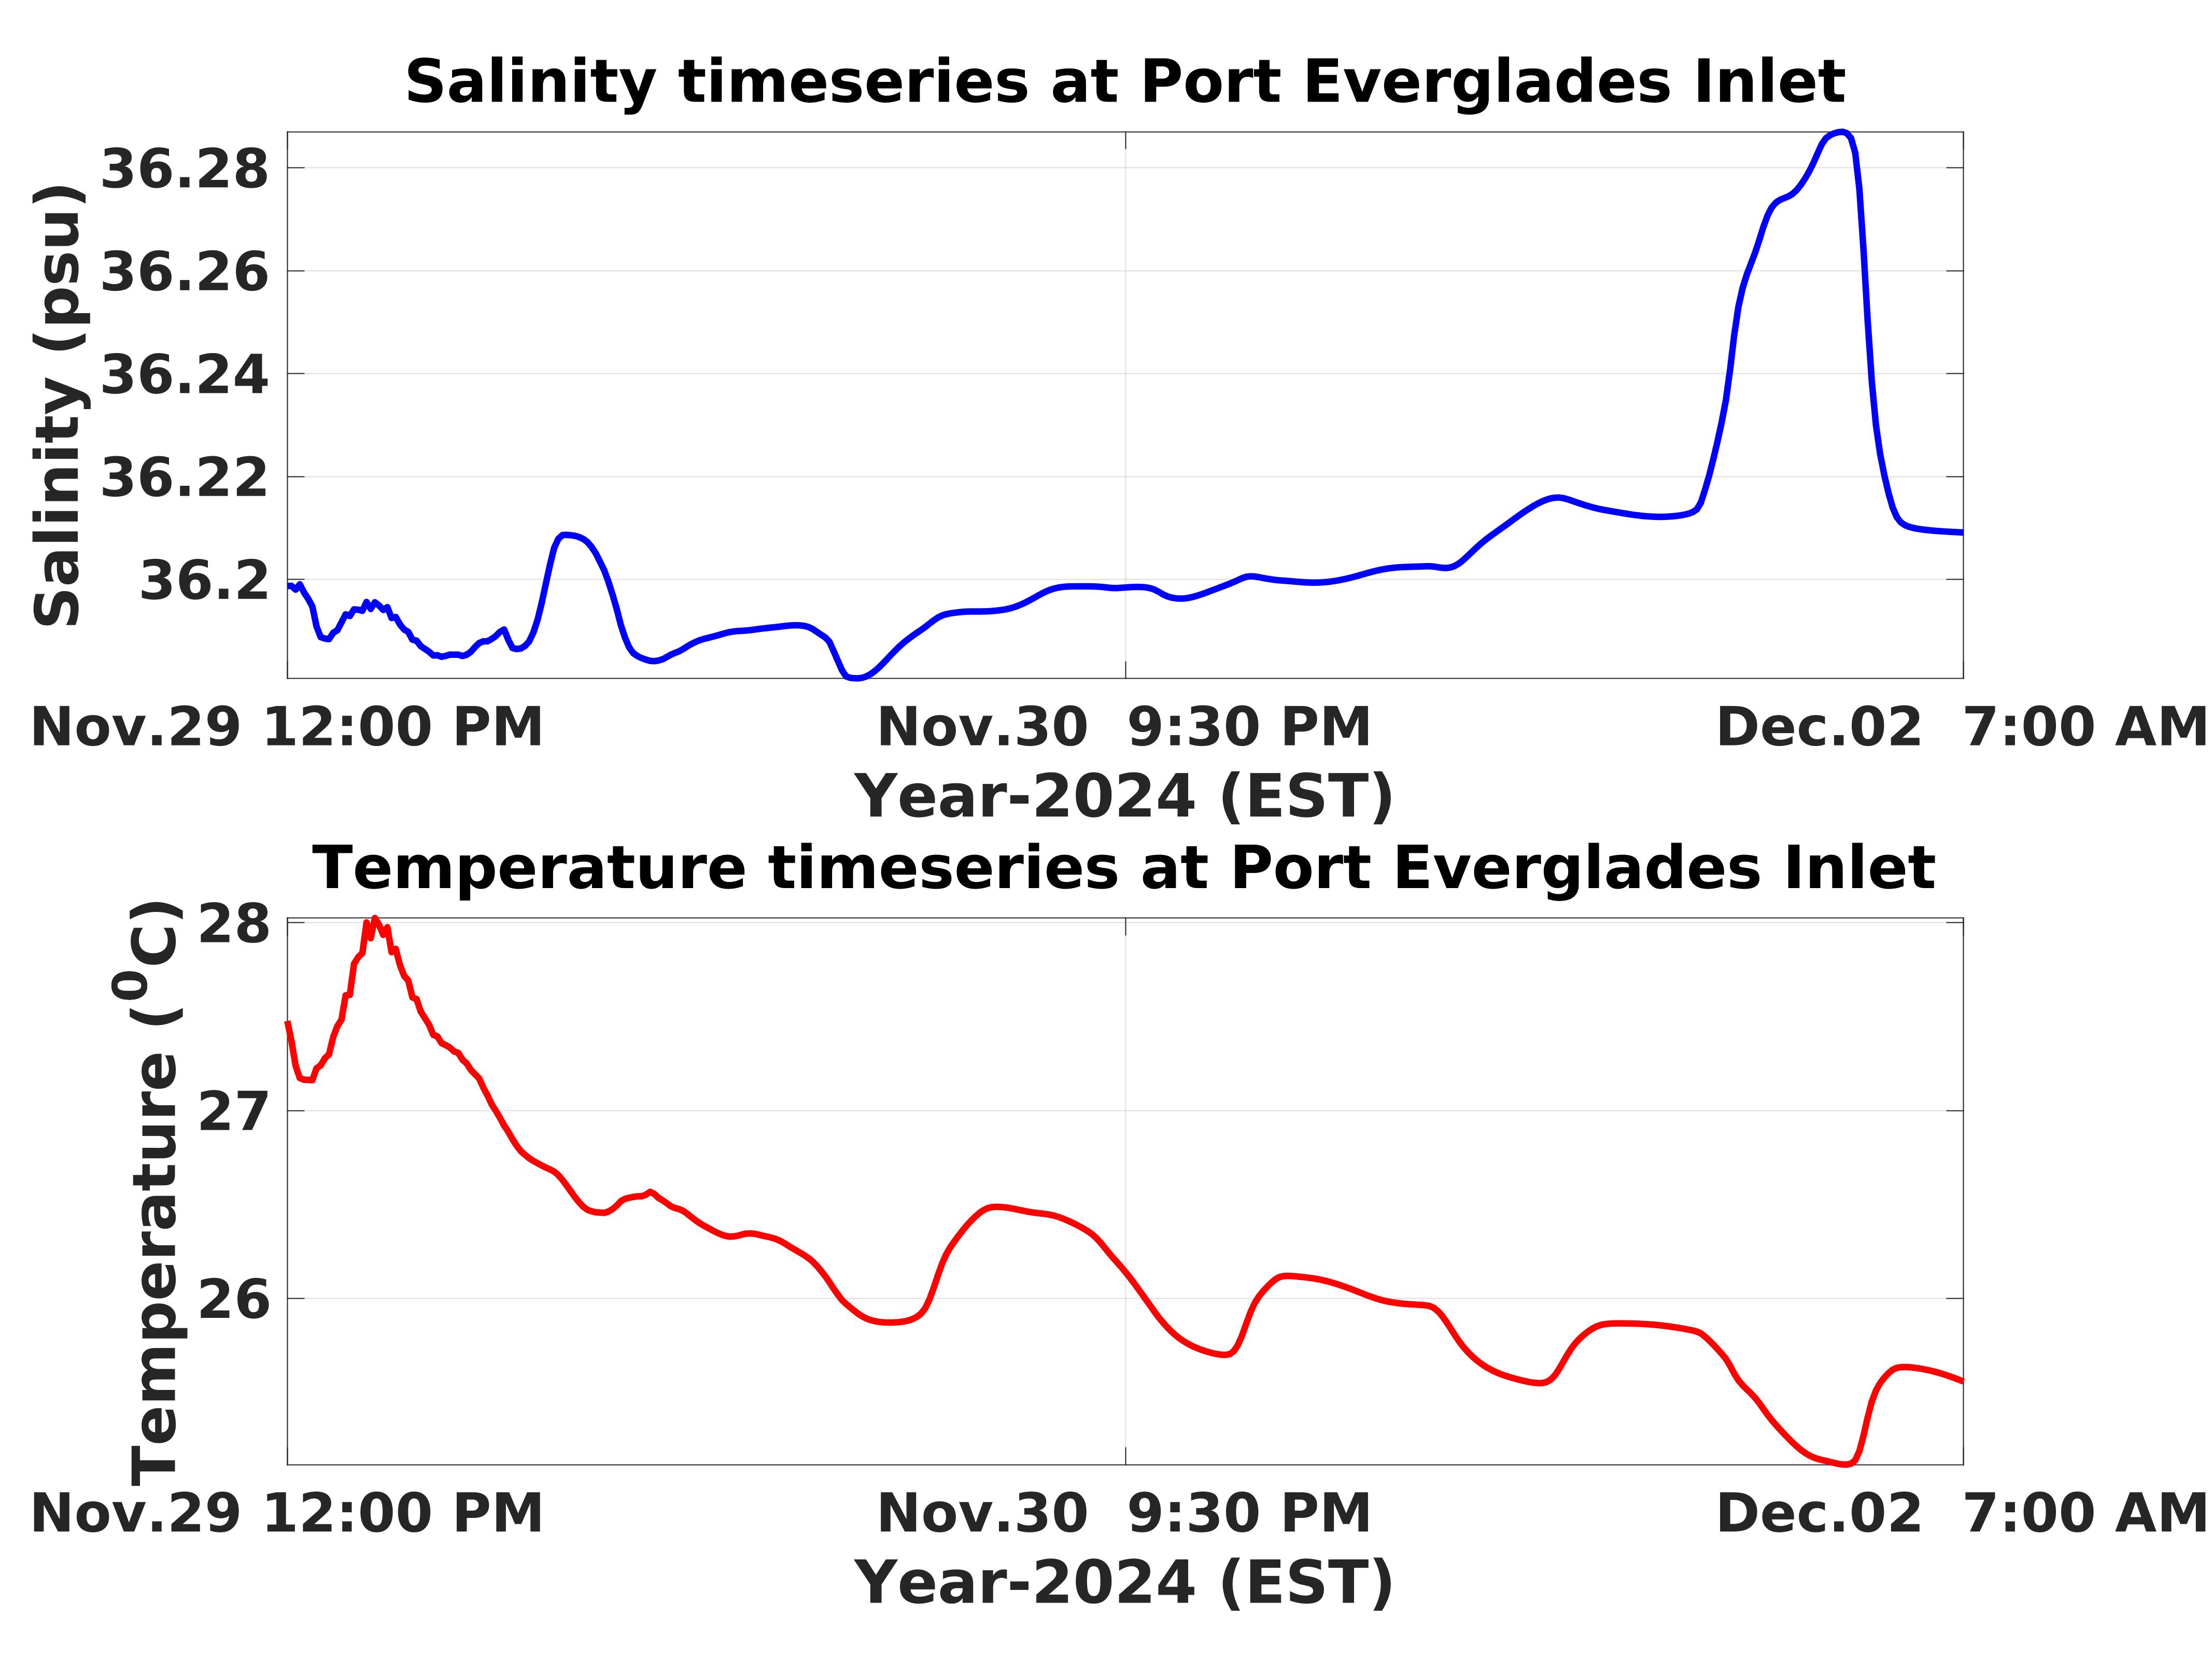 Salinity timeseries at Port Everglades Inlet
Salinity (psu)
36.28
36.26
36.24
36.22
36.2
Nov.29 12:00 PM Nov.30 9:30 PM Dec.02 7:00 AM
Year-2024 (EST)
Temperature timeseries at Port Everglades Inlet
Temperature (⁰C)
28
27
26
Nov.29 12:00 PM Nov.30 9:30 PM Dec.02 7:00 AM
Year-2024 (EST)